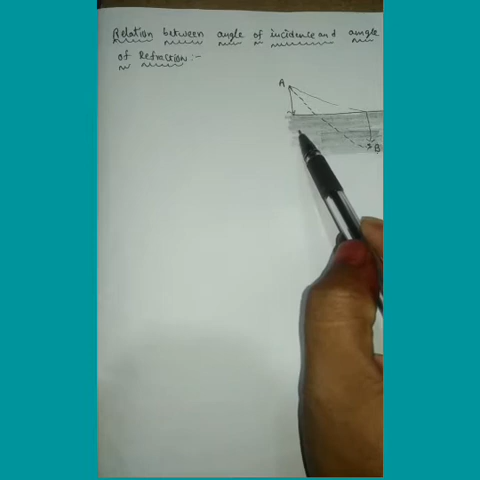 Relation between angle of incidence and angle
of Refraction :-
A
B